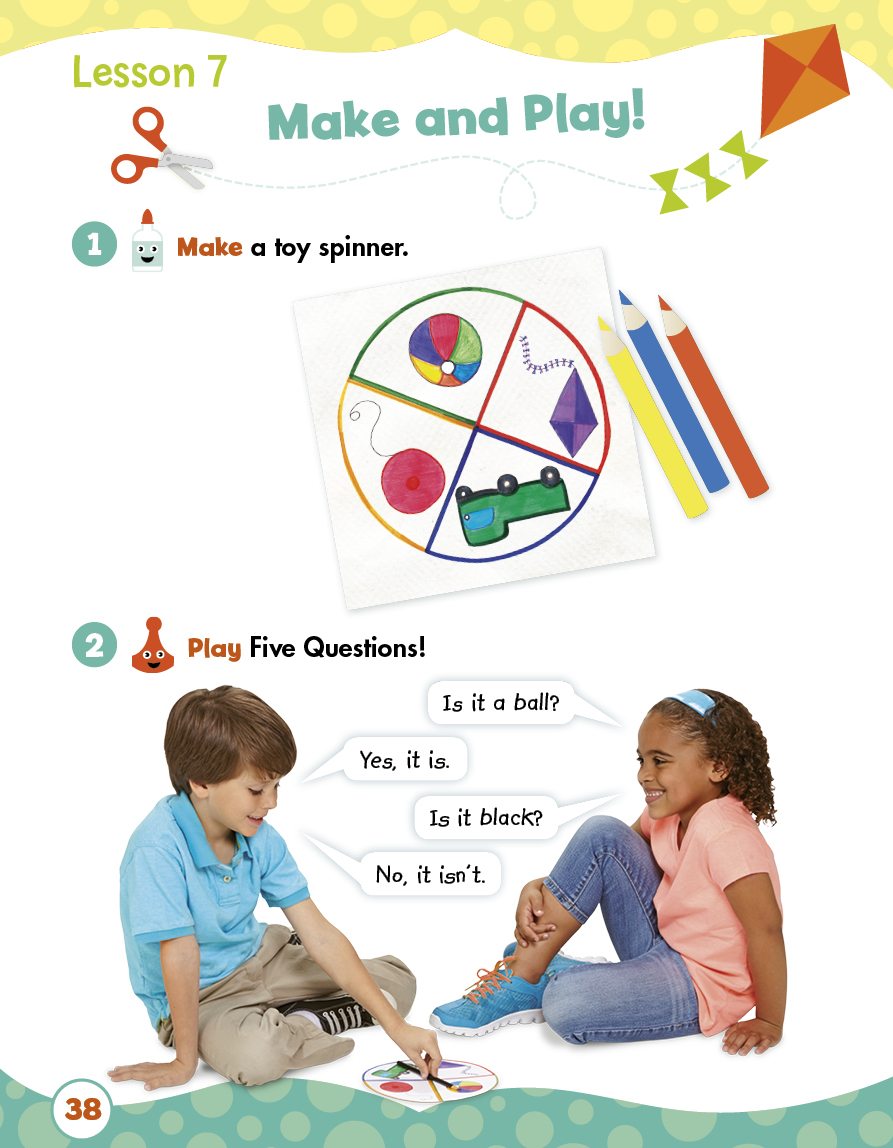 Lesson 7
Make and Play!
1 Make a toy spinner.
2 Play Five Questions!
Is it a ball?
Yes, it is.
Is it black?
No, it isn't.
38